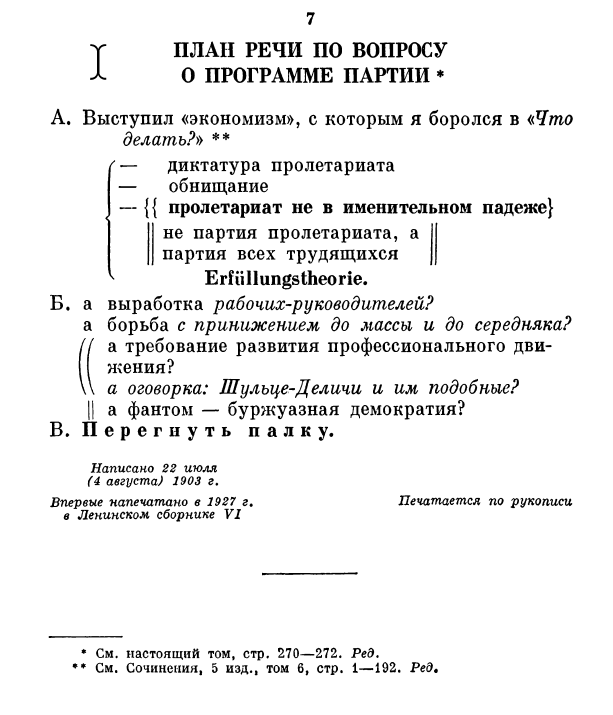 7
ПЛАН РЕЧИ ПО ВОПРОСУ
О ПРОГРАММЕ ПАРТИИ *
А. Выступил «экономизм», с которым я боролся в «Что
делать?» **
— диктатура пролетариата
— обнищание
— {{ пролетариат не в именительном падеже}
не партия пролетариата, а
партия всех трудящихся
Erfüllungstheorie.
Б. а выработка рабочих-руководителей?
а борьба с принижением до массы и до середняка?
а требование развития профессионального дви-
жения?
а оговорка: Шульце-Деличи и им подобные?
а фантом — буржуазная демократия?
В. Перегнуть палку.
Написано 22 июля
(4 августа) 1903 г.
Впервые напечатано в 1927 г.
в Ленинском сборнике VI
Печатается по рукописи
* См. настоящий том, стр. 270—272. Ред.
** См. Сочинения, 5 изд., том 6, стр. 1—192. Ред.